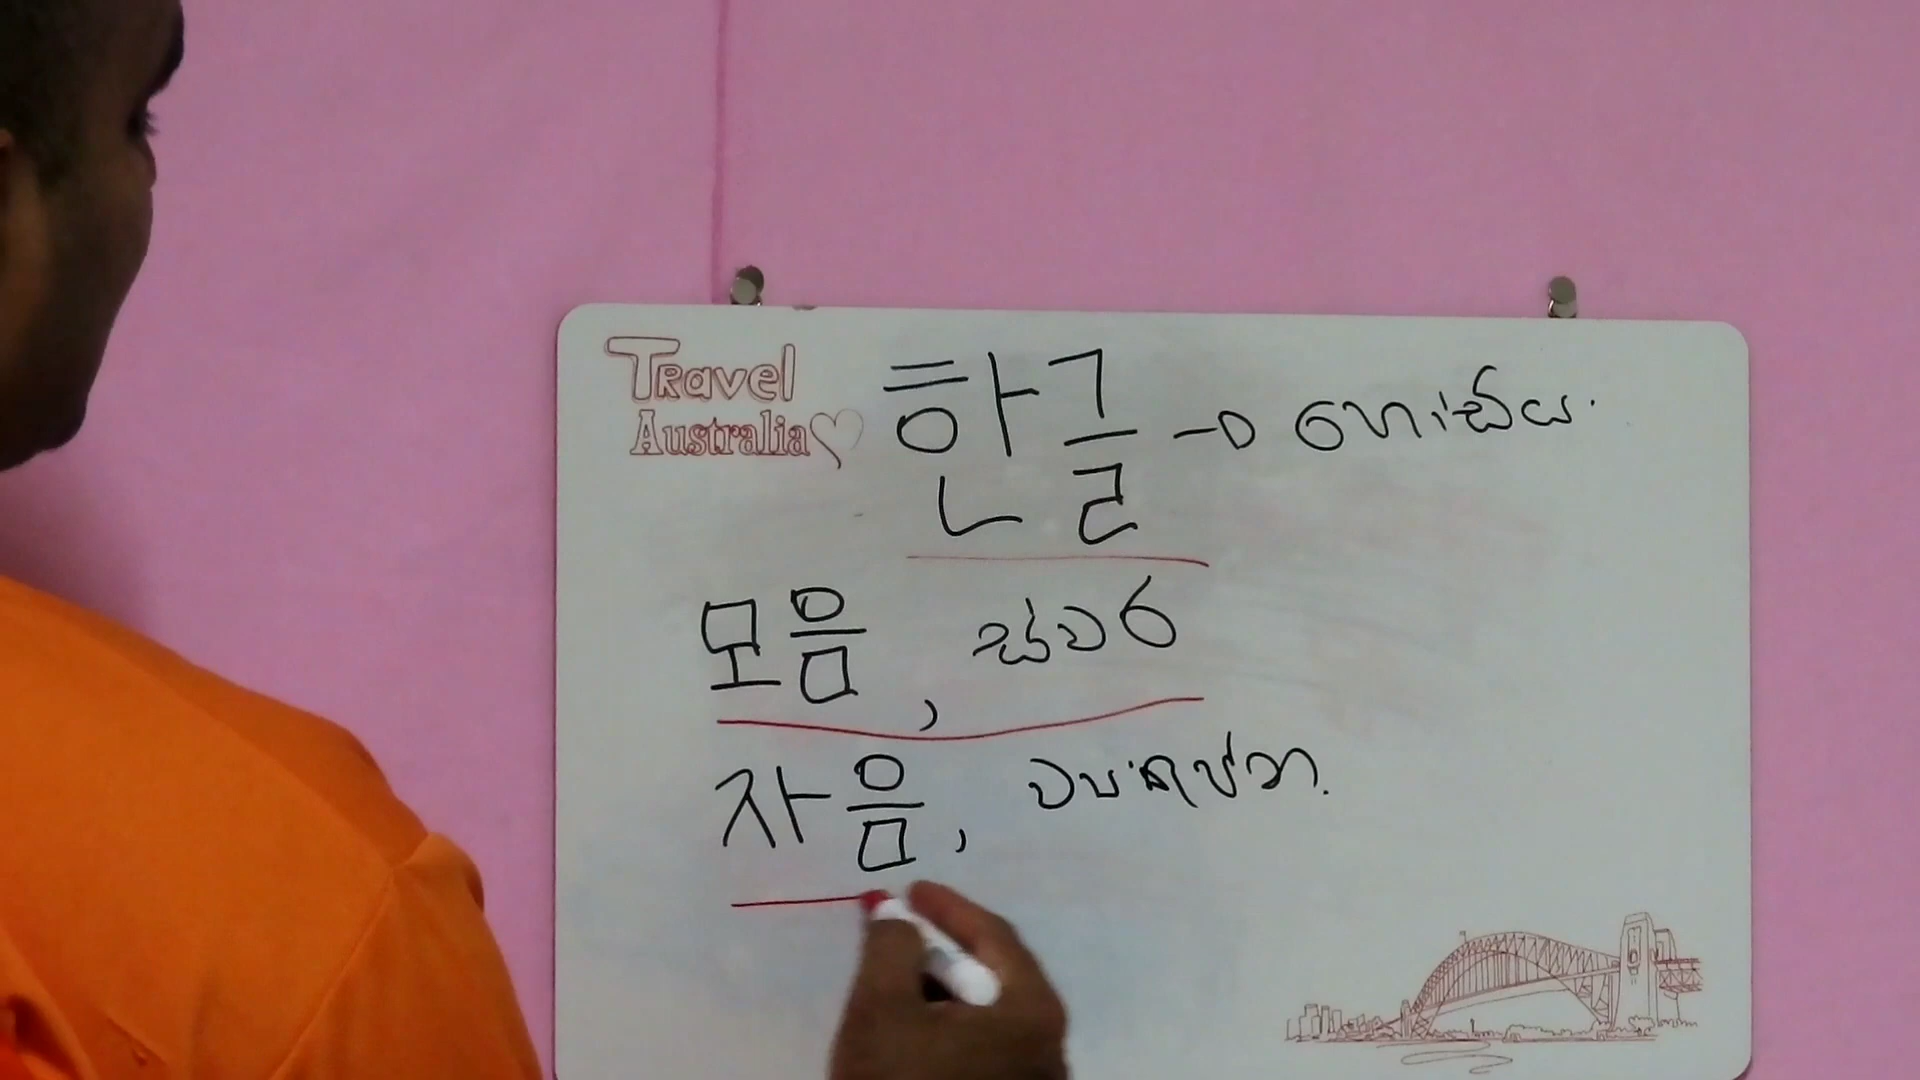 Travel
Australia
한글 → හෝඩිය.
모음, ස්වර
자음, ව්‍යංජන.